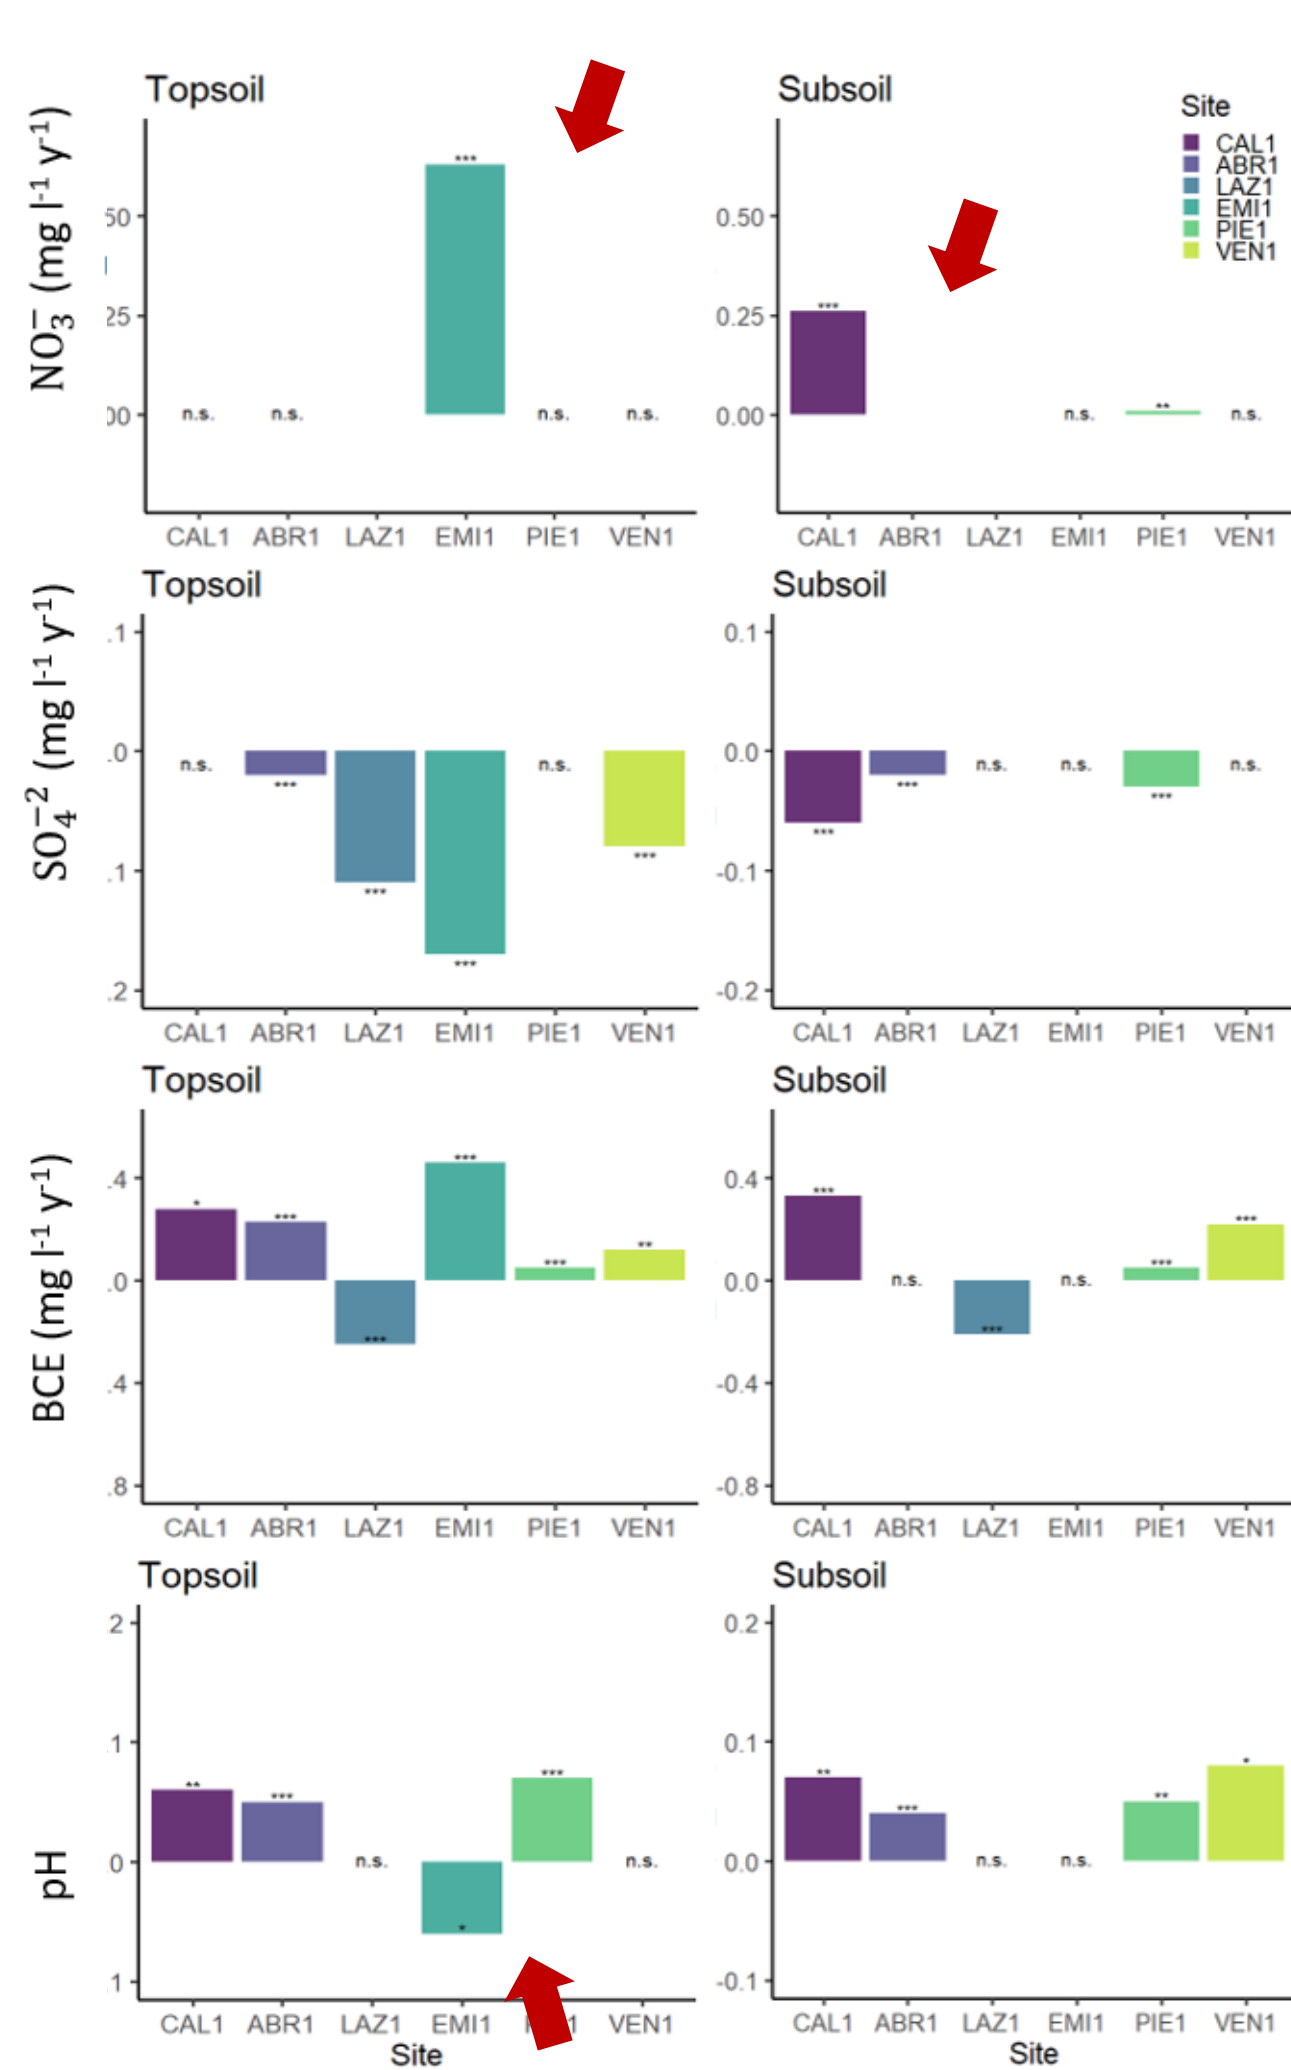 Topsoil
Subsoil
NO₃⁻ (mg l⁻¹ y⁻¹)
Site
CAL1
ABR1
LAZ1
EMI1
PIE1
VEN1
50
25
00
*** 
n.s. n.s. n.s. n.s.
0.50
0.25
0.00
***
n.s. ** n.s.
CAL1 ABR1 LAZ1 EMI1 PIE1 VEN1
CAL1 ABR1 LAZ1 EMI1 PIE1 VEN1
Topsoil
Subsoil
SO₄⁻² (mg l⁻¹ y⁻¹)
.1
.0
.1
.2
n.s. *** *** *** n.s. ***
0.1
0.0
-0.1
-0.2
*** *** n.s. n.s. *** n.s.
CAL1 ABR1 LAZ1 EMI1 PIE1 VEN1
CAL1 ABR1 LAZ1 EMI1 PIE1 VEN1
Topsoil
Subsoil
BCE (mg l⁻¹ y⁻¹)
.4
.0
.4
.8
* *** *** *** *** **
0.4
0.0
-0.4
-0.8
*** n.s. *** n.s. *** ***
CAL1 ABR1 LAZ1 EMI1 PIE1 VEN1
CAL1 ABR1 LAZ1 EMI1 PIE1 VEN1
Topsoil
Subsoil
pH
2
.1
0
.1
** *** n.s. * *** n.s.
0.2
0.1
0.0
-0.1
** *** n.s. n.s. ** *
CAL1 ABR1 LAZ1 EMI1 VEN1
CAL1 ABR1 LAZ1 EMI1 PIE1 VEN1
Site
Site